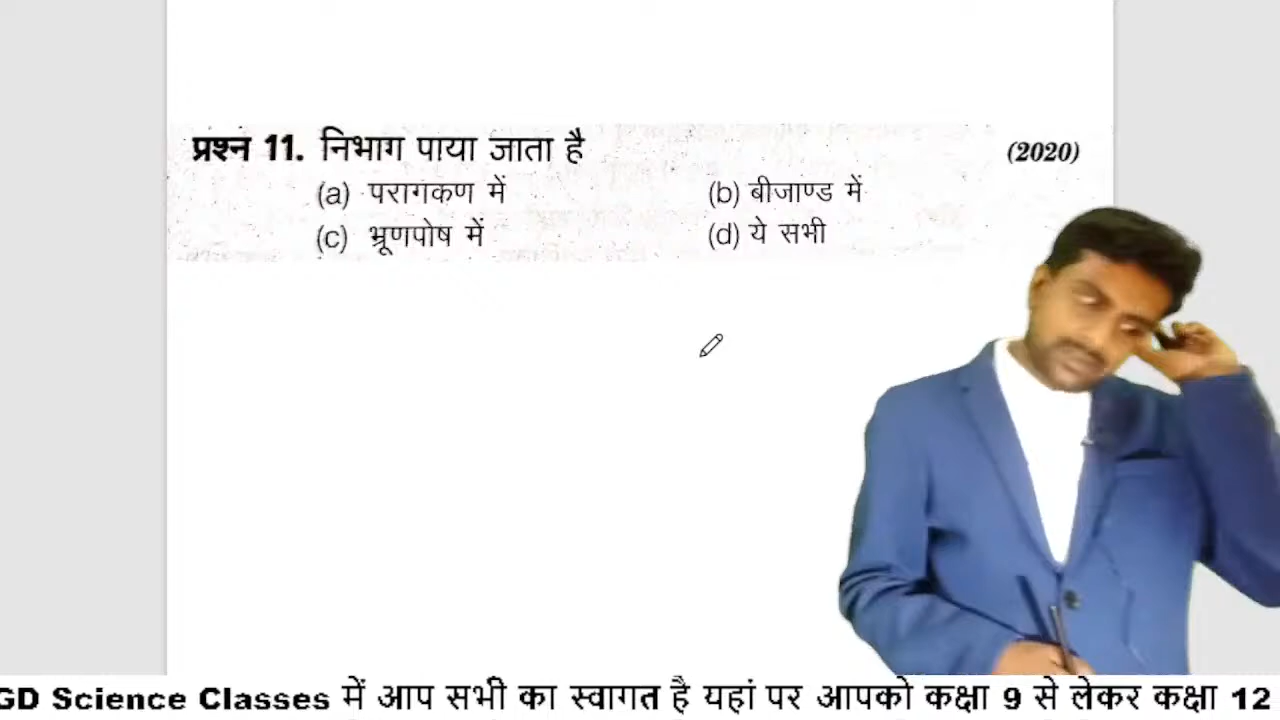 प्रश्न 11. निभाग पाया जाता है (2020)
(a) परागकण में (b) बीजाण्ड में
(c) भ्रूणपोष में (d) ये सभी
GD Science Classes में आप सभी का स्वागत है यहां पर आपको कक्षा 9 से लेकर कक्षा 12